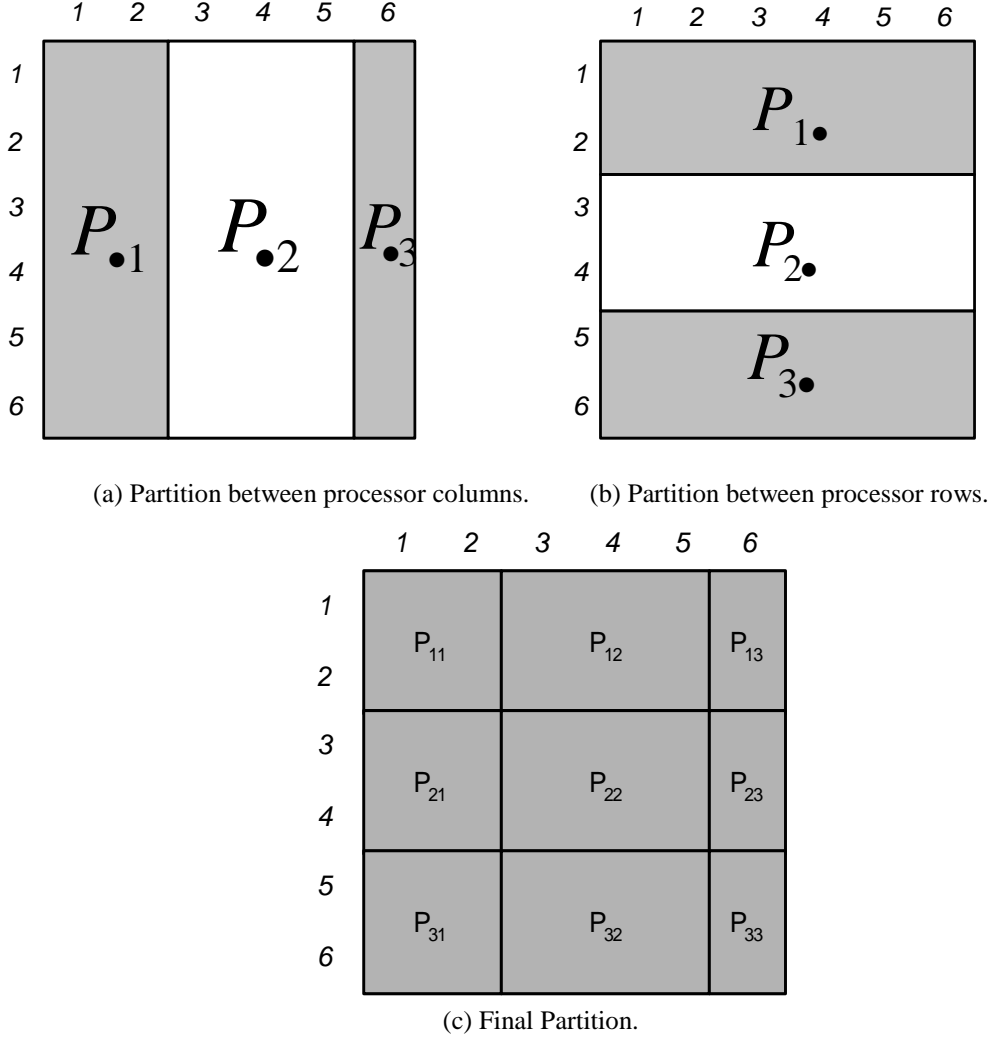 1 2 3 4 5 6
1
2
3
4
5
6
P•1
P•2
P•3
1 2 3 4 5 6
1
2
3
4
5
6
P1•
P2•
P3•
(a) Partition between processor columns.
(b) Partition between processor rows.
1 2 3 4 5 6
1
2
3
4
5
6
P11 P12 P13
P21 P22 P23
P31 P32 P33
(c) Final Partition.